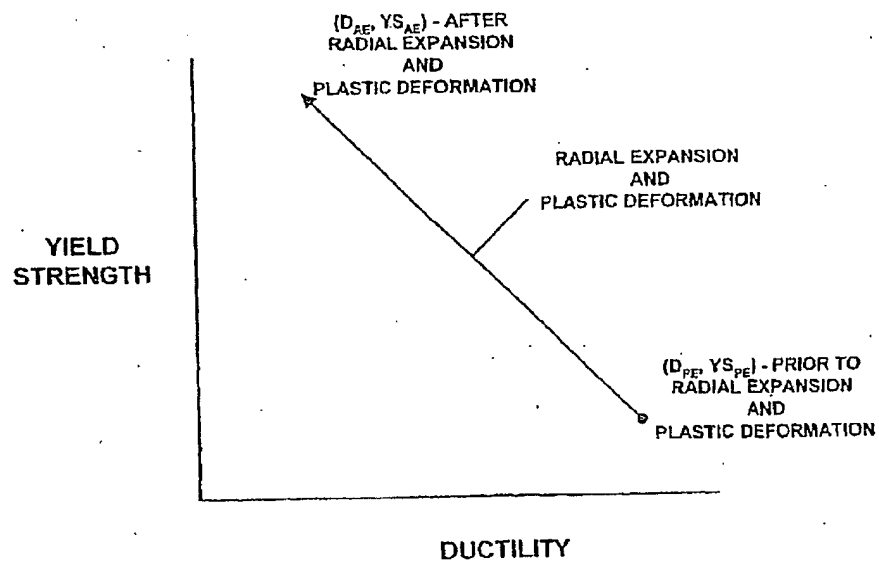 (D_AE, YS_AE) - AFTER
RADIAL EXPANSION
AND
PLASTIC DEFORMATION
RADIAL EXPANSION
AND
PLASTIC DEFORMATION
YIELD
STRENGTH
(D_PE, YS_PE) - PRIOR TO
RADIAL EXPANSION
AND
PLASTIC DEFORMATION
DUCTILITY